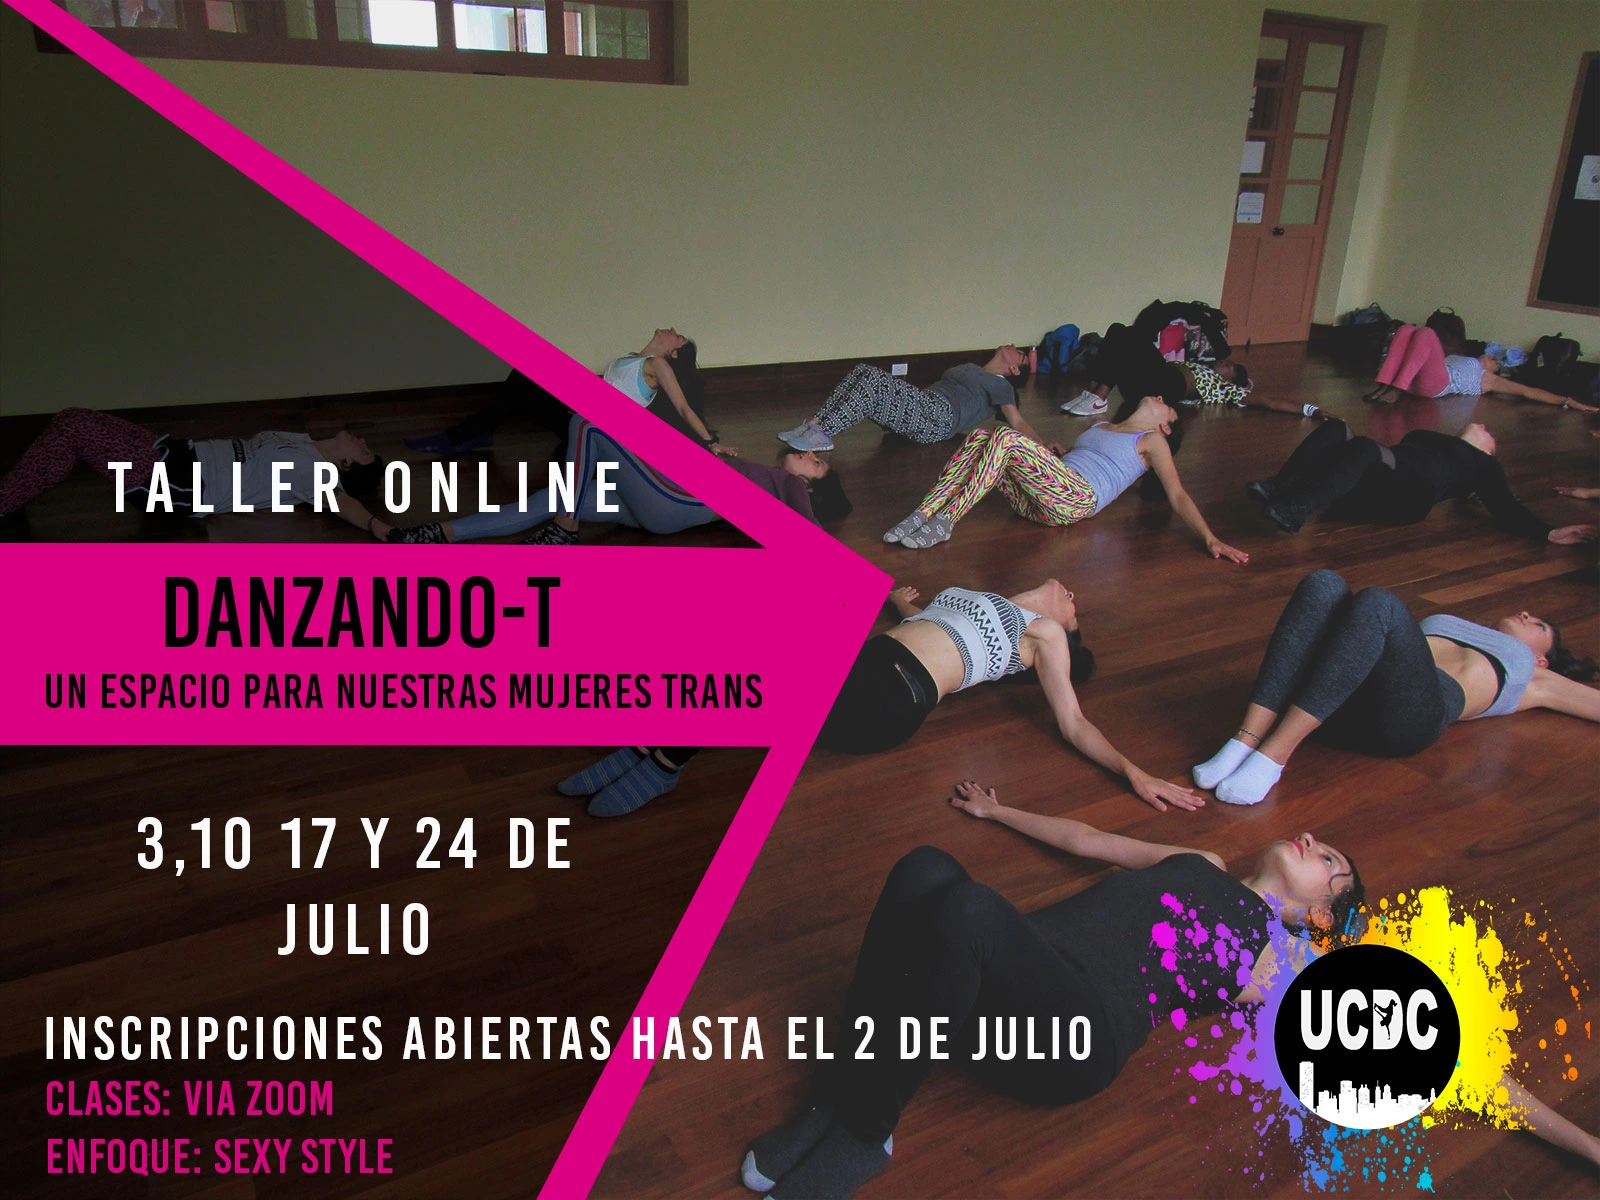 TALLER ONLINE
DANZANDO-T
UN ESPACIO PARA NUESTRAS MUJERES TRANS
3,10 17 Y 24 DE
JULIO
INSCRIPCIONES ABIERTAS HASTA EL 2 DE JULIO
CLASES: VIA ZOOM
ENFOQUE: SEXY STYLE
UCDC